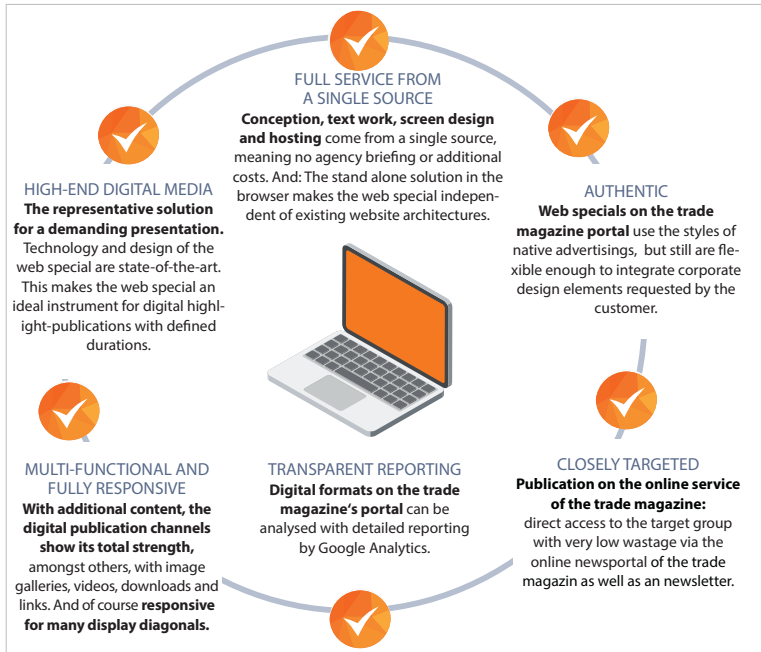 FULL SERVICE FROM
A SINGLE SOURCE
Conception, text work, screen design
and hosting come from a single source,
meaning no agency briefing or additional
costs. And: The stand alone solution in the
browser makes the web special indepen-
dent of existing website architectures.
HIGH-END DIGITAL MEDIA
The representative solution
for a demanding presentation.
Technology and design of the
web special are state-of-the-art.
This makes the web special an
ideal instrument for digital highl-
ight-publications with defined
durations.
AUTHENTIC
Web specials on the trade
magazine portal use the styles of
native advertisings, but still are fle-
xible enough to integrate corporate
design elements requested by the
customer.
MULTI-FUNCTIONAL AND
FULLY RESPONSIVE
With additional content, the
digital publication channels
show its total strength,
amongst others, with image
galleries, videos, downloads and
links. And of course responsive
for many display diagonals.
TRANSPARENT REPORTING
Digital formats on the trade
magazine‘s portal can be
analysed with detailed reporting
by Google Analytics.
CLOSELY TARGETED
Publication on the online service
of the trade magazine:
direct access to the target group
with very low wastage via the
online newsportal of the trade
magazin as well as an newsletter.